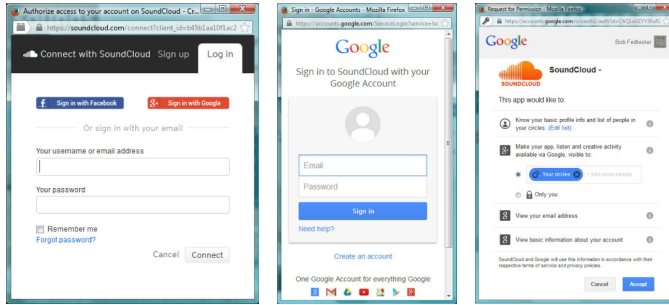 Authorize access to your account on SoundCloud - Cr...
https://soundcloud.com/connect?client_id=b45b1aa10f1ac2
Connect with SoundCloud Sign up Log in
Sign in with Facebook
Sign in with Google
Or sign in with your email
Your username or email address
Your password
Remember me
Forgot password?
Cancel Connect
Sign in - Google Accounts - Mozilla Firefox
https://accounts.google.com/ServiceLogin?service=lso
Google
Sign in to SoundCloud with your
Google Account
Email
Password
Sign in
Need help?
Create an account
One Google Account for everything Google
Request for Permission - Mozilla Firefox
Google
SoundCloud -
SOUNDCLOUD
This app would like to:
Know your basic profile info and list of people in
your circles. (Edit list)
Make your app, listen and creative activity
available via Google, visible to:
Your circles + Add more people
Only you
View your email address
View basic information about your account
SoundCloud and Google will use this information in accordance with their
respective terms of service and privacy policies.
Cancel Accept